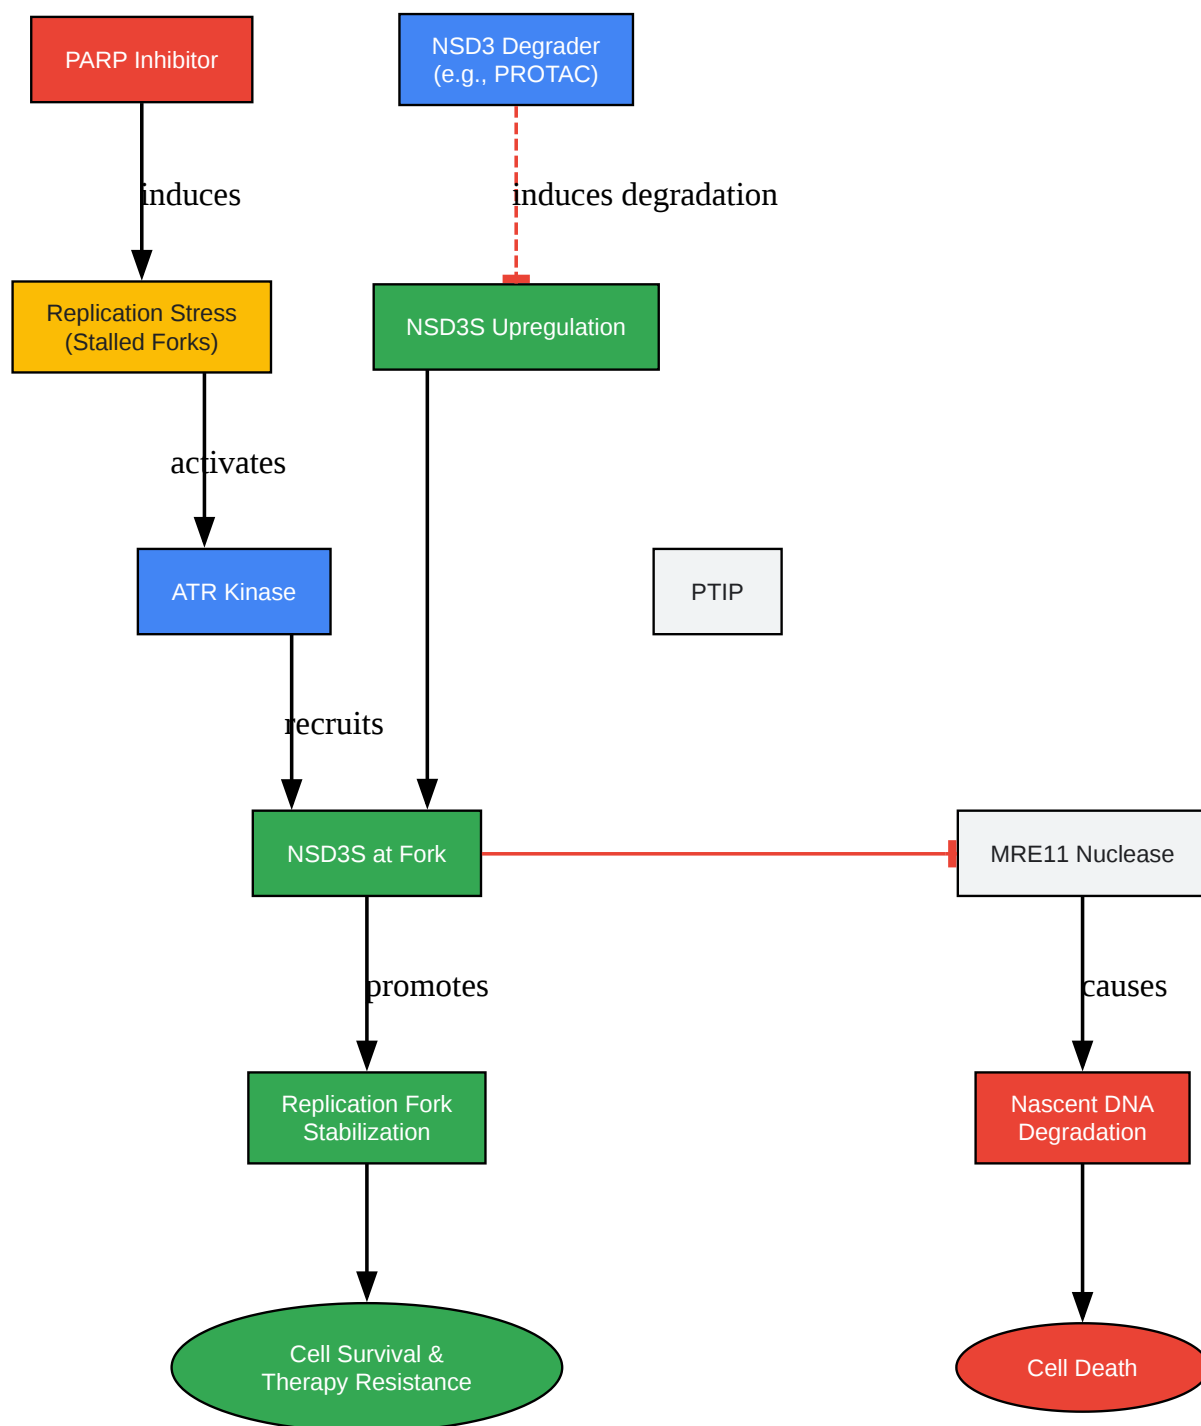 PARP Inhibitor
NSD3 Degrader
(e.g., PROTAC)
induces
induces degradation
Replication Stress
(Stalled Forks)
NSD3S Upregulation
activates
ATR Kinase
PTIP
recruits
NSD3S at Fork
MRE11 Nuclease
promotes
causes
Replication Fork
Stabilization
Nascent DNA
Degradation
Cell Survival &
Therapy Resistance
Cell Death